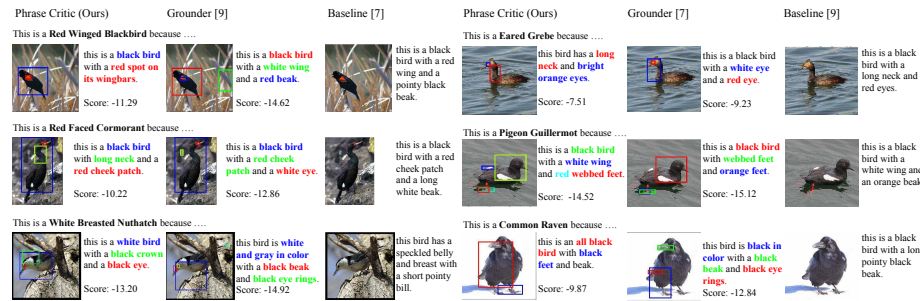 Phrase Critic (Ours) Grounder [9] Baseline [7]
This is a Red Winged Blackbird because ….
this is a black bird
with a red spot on
its wingbars.
Score: -11.29
this is a black bird
with a white wing
and a blue beak.
Score: -14.62
this is a black
bird with a red
wing and a
pointy black
beak.
This is a Red Faced Cormorant because ….
this is a black bird
with long neck and a
red cheek patch.
Score: -10.22
this is a black bird
with a red cheek
patch and a white eye.
Score: -12.86
this is a black
bird with a red
cheek patch
and a long
white beak.
This is a White Breasted Nuthatch because ….
this is a white bird
with a black crown
and a black eye.
Score: -13.20
this bird is white
and gray in color
with a black beak
and black eye rings.
Score: -14.92
this bird has a
speckled belly
and breast with
a short pointy
bill.
Phrase Critic (Ours) Grounder [7] Baseline [9]
This is a Eared Grebe because ….
this bird has a long
neck and bright
orange eyes.
Score: -7.51
this is a black bird
with a white eye
and a red eye.
Score: -9.23
this is a black
bird with a
long neck and
red eyes.
This is a Pigeon Guillermot because ….
this is a black bird
with a white wing
and red webbed feet.
Score: -14.52
this is a black bird
with webbed feet
and orange feet.
Score: -15.12
this is a black
bird with a
white wing and
an orange beak
This is a Common Raven because ….
this is an all black
bird with black
feet and beak.
Score: -9.87
this bird is black in
color with a black
beak and black eye
rings.
Score: -12.84
this is a black
bird with a long
pointy black
beak.